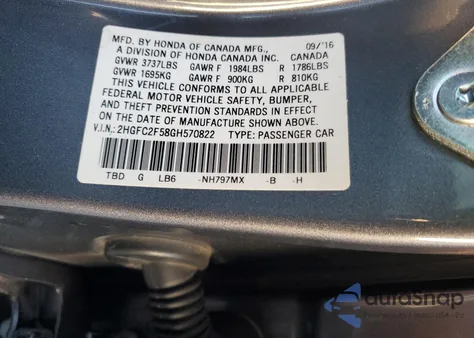 MFD. BY HONDA OF CANADA MFG., 09/'16
A DIVISION OF HONDA CANADA INC. CANADA
GVWR 3737LBS GAWR F 1984LBS R 1786LBS
GVWR 1695KG GAWR F 900KG R 810KG
THIS VEHICLE CONFORMS TO ALL APPLICABLE
FEDERAL MOTOR VEHICLE SAFETY, BUMPER,
AND THEFT PREVENTION STANDARDS IN EFFECT
ON THE DATE OF MANUFACTURE SHOWN ABOVE.
V.I.N.: 2HGFC2F58GH570822 TYPE: PASSENGER CAR
TBD G LB6 -NH797MX -B -H
autoSnap